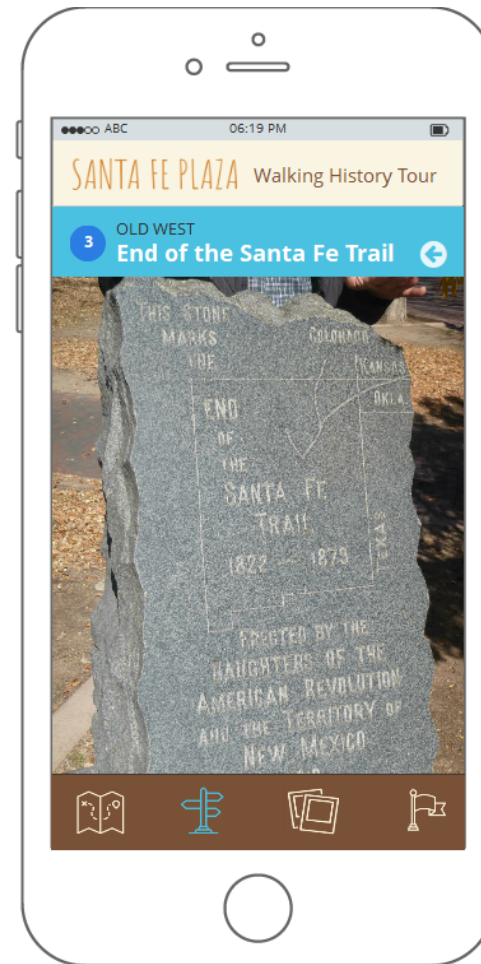 ABC 06:19 PM
SANTA FE PLAZA Walking History Tour
3
OLD WEST
End of the Santa Fe Trail
THIS STONE
MARKS
THE
COLORADO
KANSAS
OKLA.
END
OF
THE
SANTA FE
TRAIL
1822 — 1879
TEXAS
ERECTED BY THE
DAUGHTERS OF THE
AMERICAN REVOLUTION
AND THE TERRITORY OF
NEW MEXICO